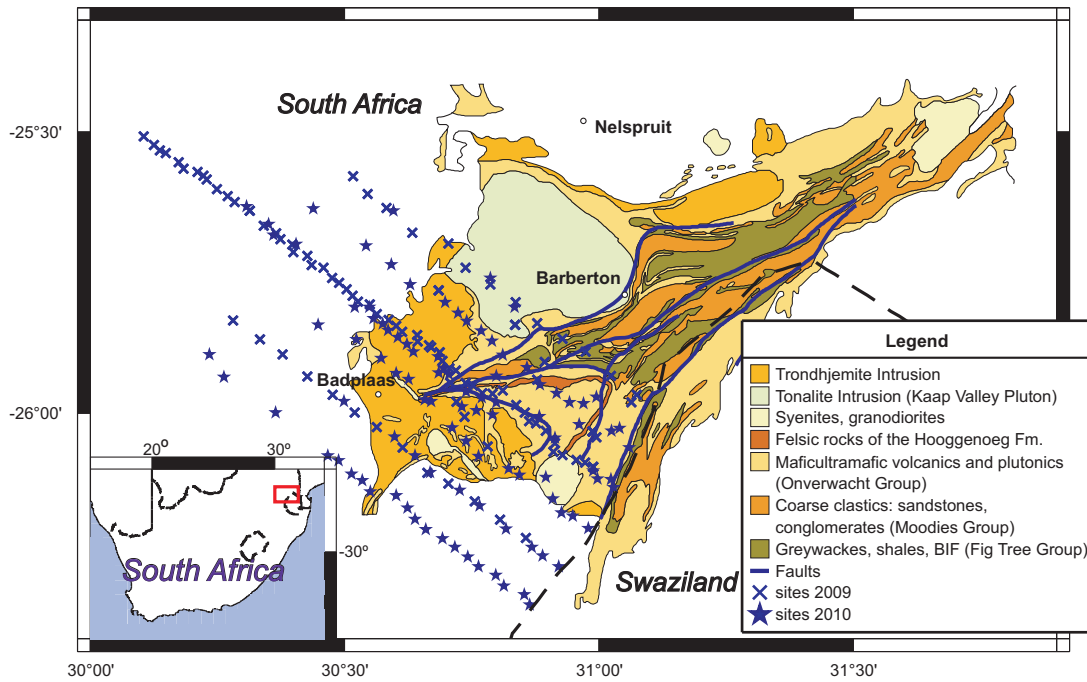 South Africa
Nelspruit
-25°30'
Barberton
Badplaas
-26°00'
Swaziland
Legend
Trondhjemite Intrusion
Tonalite Intrusion (Kaap Valley Pluton)
Syenites, granodiorites
Felsic rocks of the Hooggenoeg Fm.
Maficultramafic volcanics and plutonics
(Onverwacht Group)
Coarse clastics: sandstones,
conglomerates (Moodies Group)
Greywackes, shales, BIF (Fig Tree Group)
Faults
sites 2009
sites 2010
20°
30°
-30°
South Africa
30°00'
30°30'
31°00'
31°30'